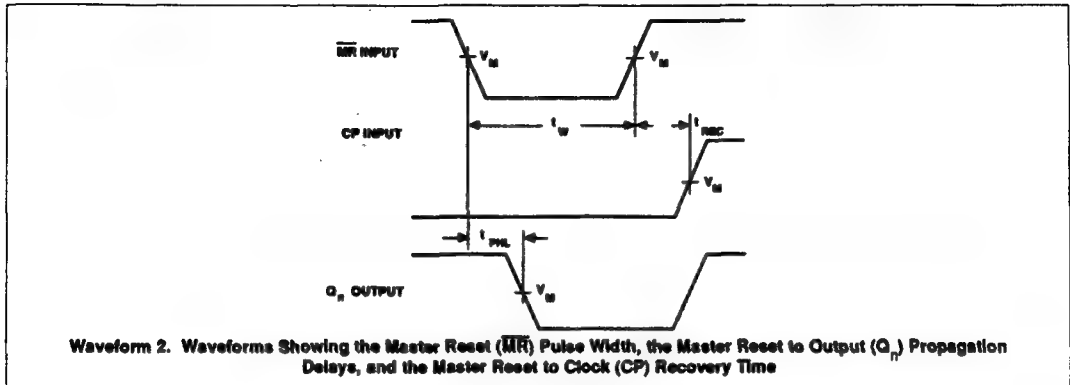 M̅R̅ INPUT
V_M
V_M
t_W
t_REC
CP INPUT
V_M
t_PHL
Q_n OUTPUT
V_M
Waveform 2. Waveforms Showing the Master Reset (M̅R̅) Pulse Width, the Master Reset to Output (Q_n) Propagation
Delays, and the Master Reset to Clock (CP) Recovery Time